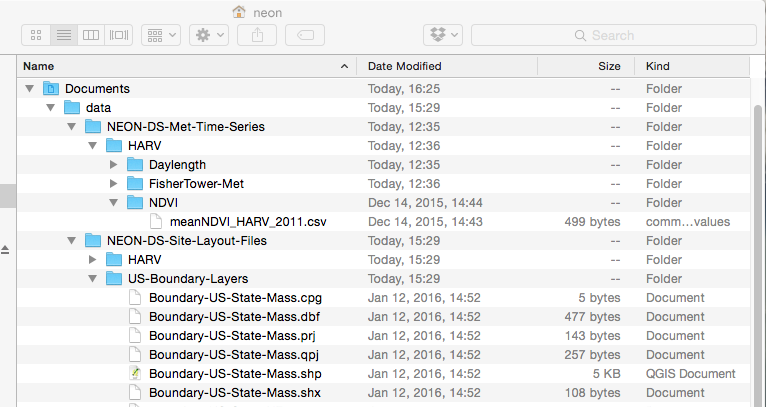 neon
Search
Name Date Modified Size Kind
Documents Today, 16:25 -- Folder
data Today, 15:29 -- Folder
NEON-DS-Met-Time-Series Today, 12:35 -- Folder
HARV Today, 12:36 -- Folder
Daylength Today, 12:35 -- Folder
FisherTower-Met Today, 12:36 -- Folder
NDVI Dec 14, 2015, 14:44 -- Folder
meanNDVI_HARV_2011.csv Dec 14, 2015, 14:43 499 bytes comm…values
NEON-DS-Site-Layout-Files Today, 15:29 -- Folder
HARV Today, 15:29 -- Folder
US-Boundary-Layers Today, 15:29 -- Folder
Boundary-US-State-Mass.cpg Jan 12, 2016, 14:52 5 bytes Document
Boundary-US-State-Mass.dbf Jan 12, 2016, 14:52 477 bytes Document
Boundary-US-State-Mass.prj Jan 12, 2016, 14:52 143 bytes Document
Boundary-US-State-Mass.qpj Jan 12, 2016, 14:52 257 bytes Document
Boundary-US-State-Mass.shp Jan 12, 2016, 14:52 5 KB QGIS Document
Boundary-US-State-Mass.shx Jan 12, 2016, 14:52 108 bytes Document